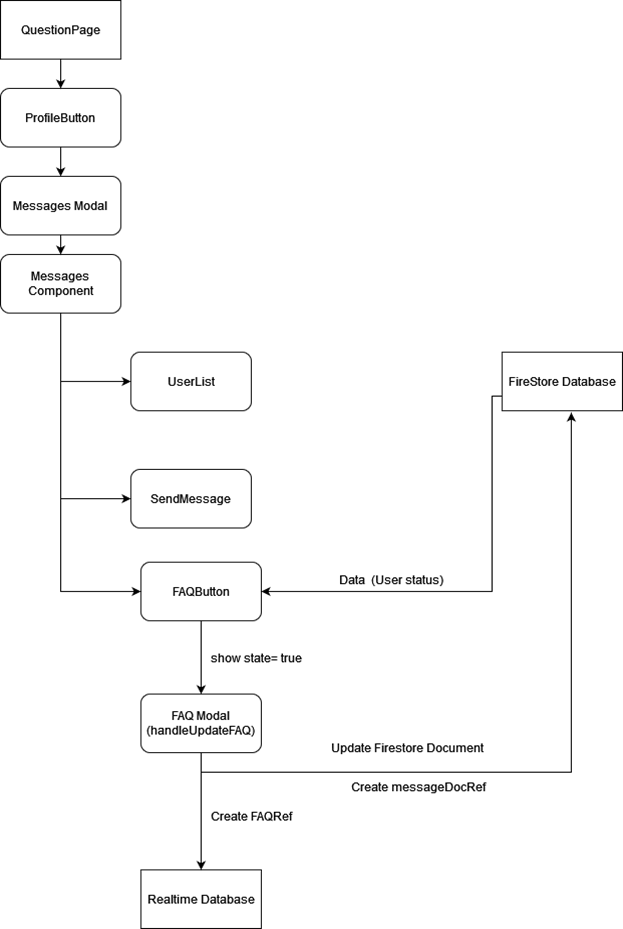 QuestionPage
ProfileButton
Messages Modal
Messages
Component
UserList
FireStore Database
SendMessage
FAQButton
Data (User status)
show state= true
FAQ Modal
(handleUpdateFAQ)
Update Firestore Document
Create messageDocRef
Create FAQRef
Realtime Database